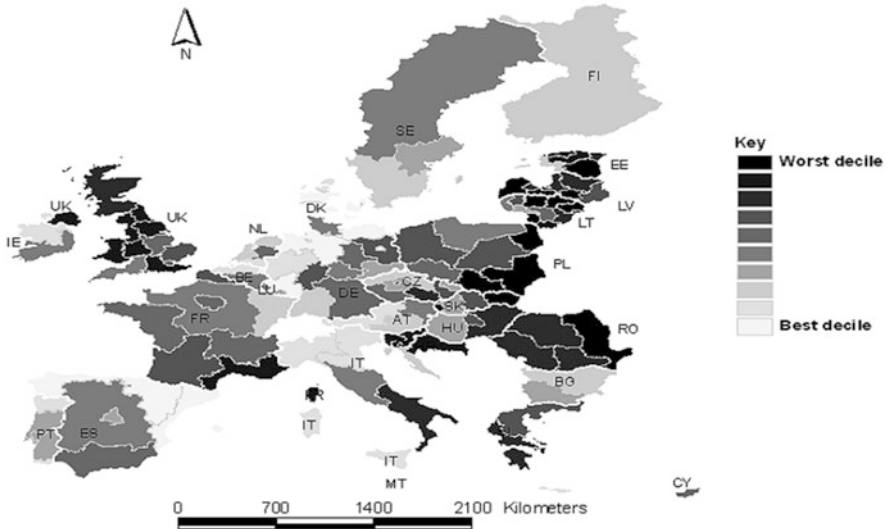 N
FI
SE
Key
Worst decile
Best decile
EE
LV
LT
UK
UK
DK
IE
NL
BE
LU
DE
PL
CZ
SK
FR
AT
HU
RO
IT
BG
FR
PT
ES
IT
IT
MT
CY
0 700 1400 2100 Kilometers